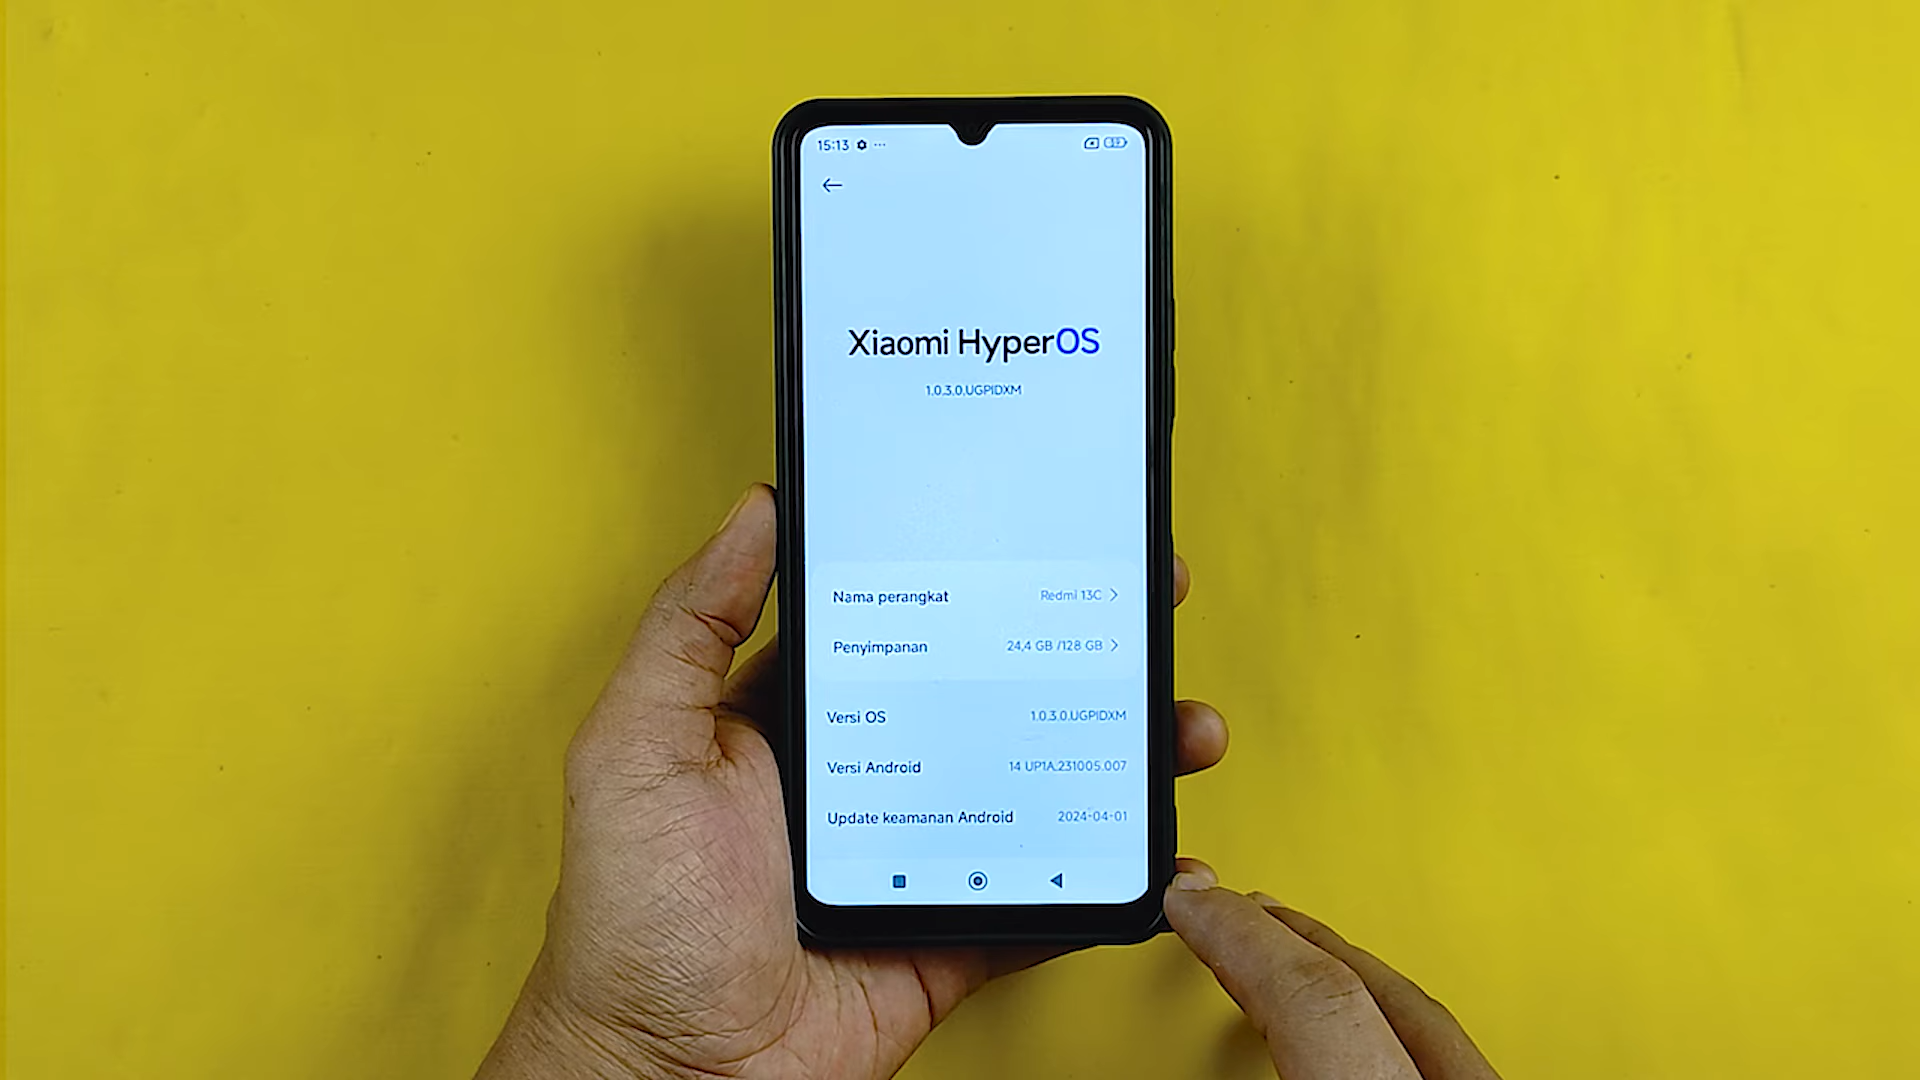 15:13
Xiaomi HyperOS
1.0.3.0.UGPIDXM
Nama perangkat Redmi 13C
Penyimpanan 24,4 GB /128 GB
Versi OS 1.0.3.0.UGPIDXM
Versi Android 14 UP1A.231005.007
Update keamanan Android 2024-04-01